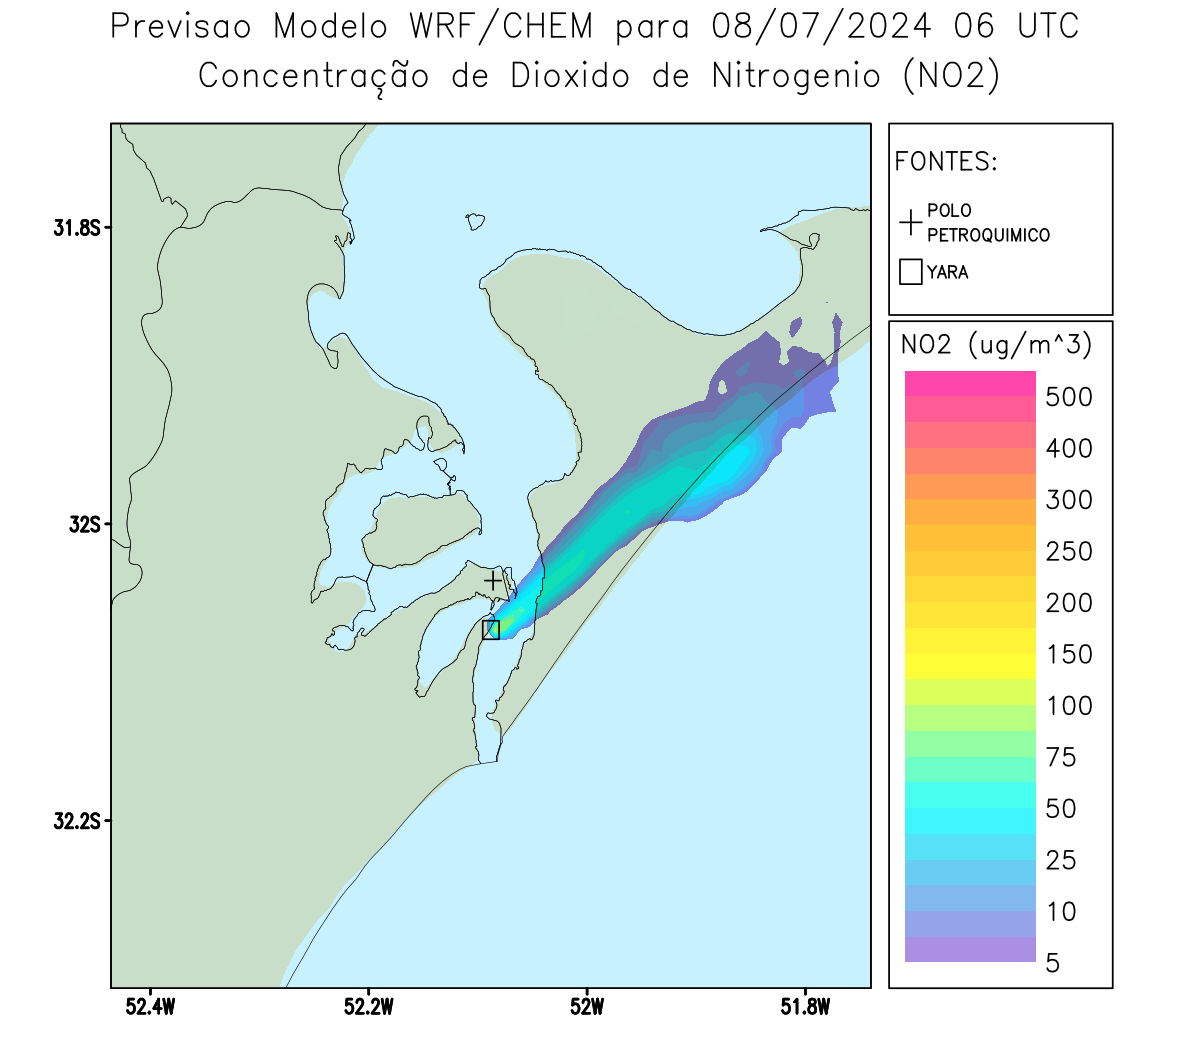 Previsao Modelo WRF/CHEM para 08/07/2024 06 UTC
Concentração de Dioxido de Nitrogenio (NO2)
FONTES:
POLO
PETROQUIMICO
YARA
NO2 (ug/m^3)
500
400
300
250
200
150
100
75
50
25
10
5
31.8S
32S
32.2S
52.4W
52.2W
52W
51.8W